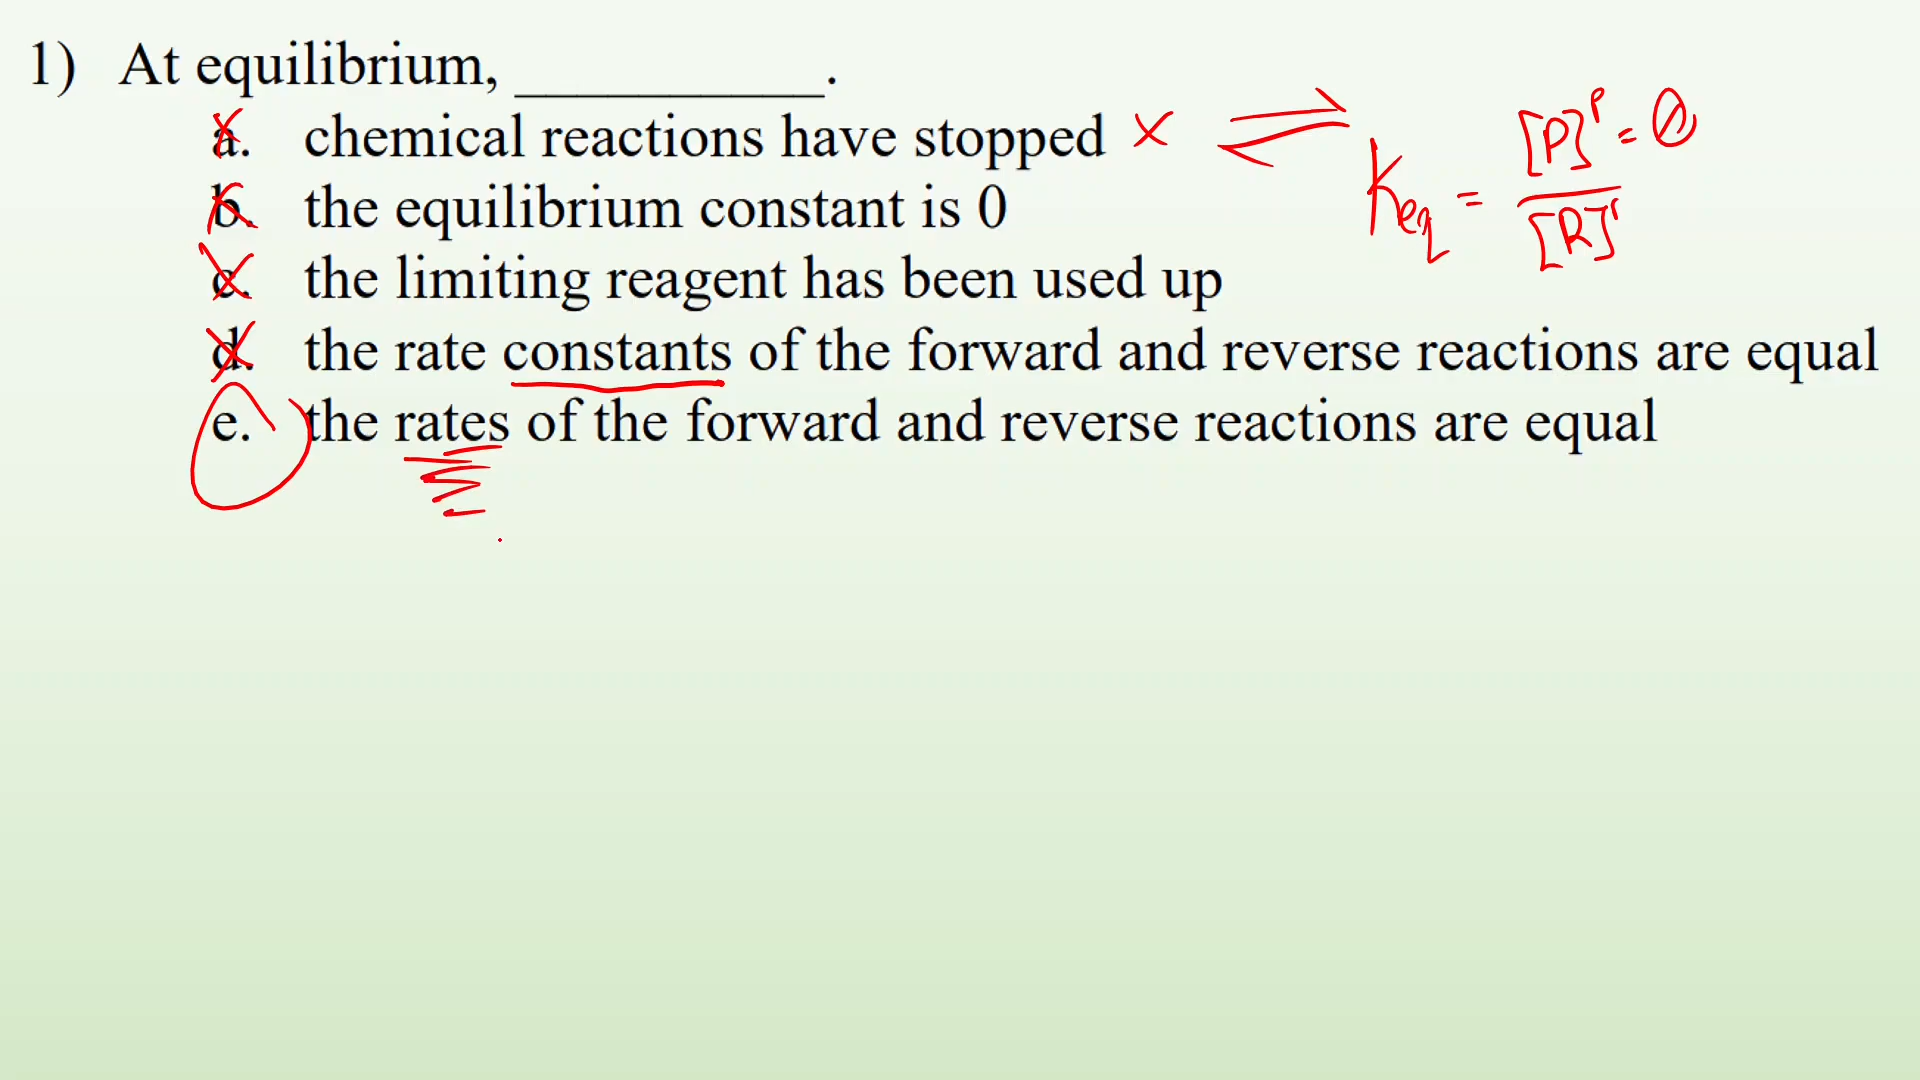 1) At equilibrium, __________.
a. chemical reactions have stopped x ⇌
Keq = [P]^P = 0 / [R]^r
b. the equilibrium constant is 0
c. the limiting reagent has been used up
d. the rate constants of the forward and reverse reactions are equal
e. the rates of the forward and reverse reactions are equal